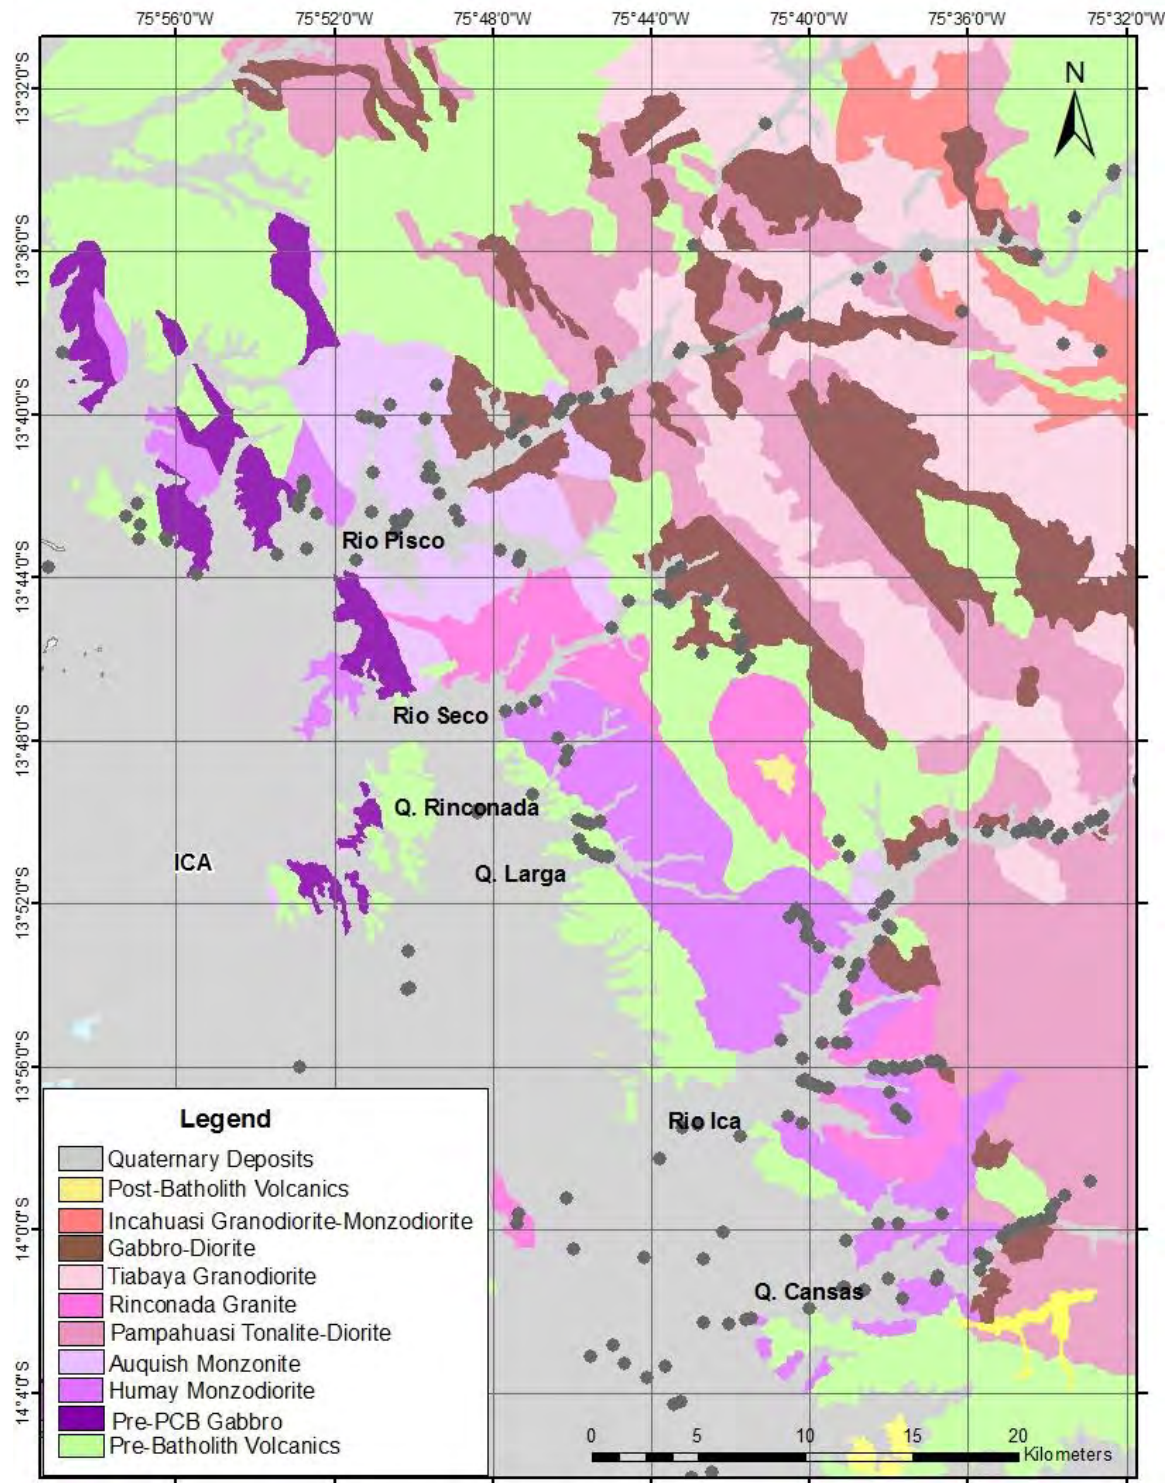 75°56'0"W 75°52'0"W 75°48'0"W 75°44'0"W 75°40'0"W 75°36'0"W 75°32'0"W
N
13°32'0"S
13°36'0"S
13°40'0"S
Rio Pisco
13°44'0"S
Rio Seco
13°48'0"S
Q. Rinconada
ICA
Q. Larga
13°52'0"S
13°56'0"S
Rio Ica
14°0'0"S
Q. Cansas
14°4'0"S
Legend
Quaternary Deposits
Post-Batholith Volcanics
Incahuasi Granodiorite-Monzodiorite
Gabbro-Diorite
Tiabaya Granodiorite
Rinconada Granite
Pampahuasi Tonalite-Diorite
Auquish Monzonite
Humay Monzodiorite
Pre-PCB Gabbro
Pre-Batholith Volcanics
0 5 10 15 20
Kilometers